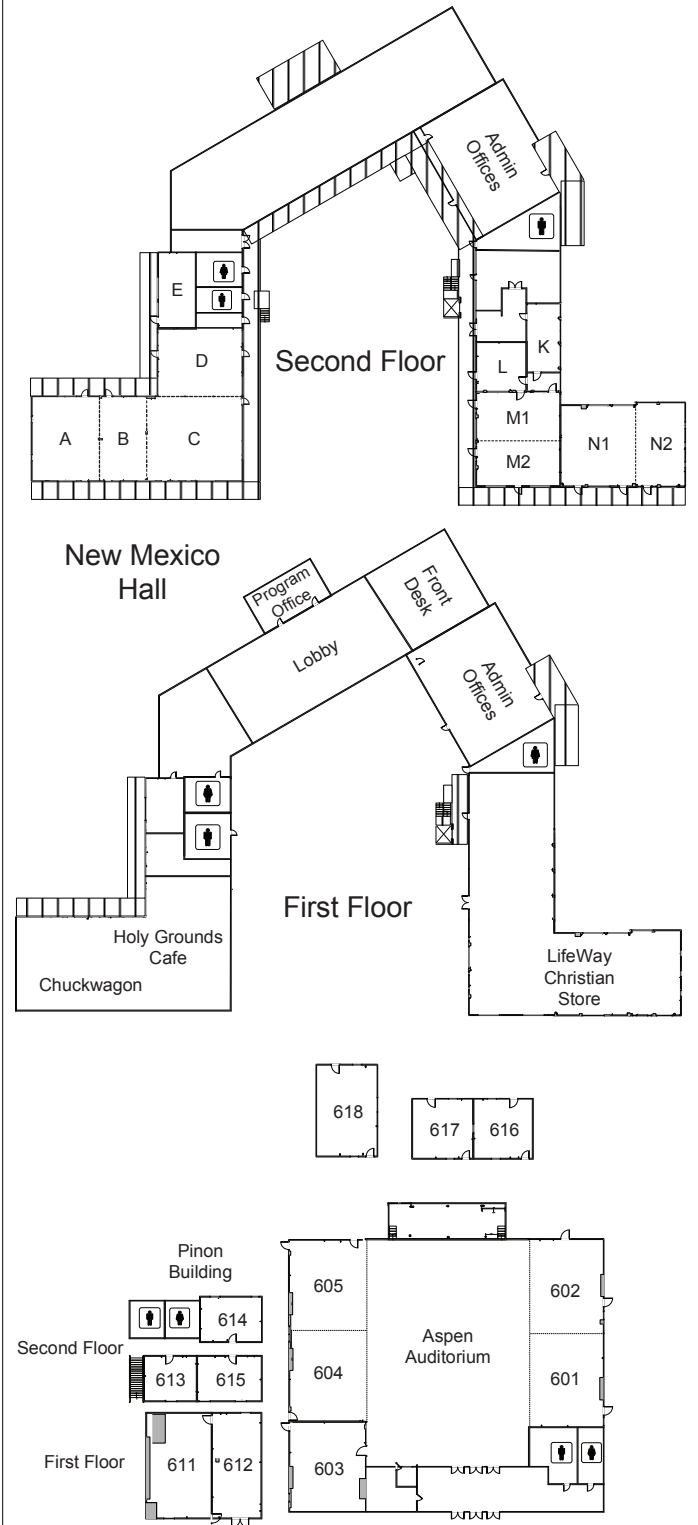 Admin
Offices
E
D
Second Floor
K
L
A
B
C
M1
M2
N1
N2
New Mexico
Hall
Program
Office
Front
Desk
Lobby
Admin
Offices
First Floor
Holy Grounds
Cafe
Chuckwagon
LifeWay
Christian
Store
618
617
616
Pinon
Building
605
602
614
Second Floor
Aspen
Auditorium
613
615
604
601
First Floor
611
612
603